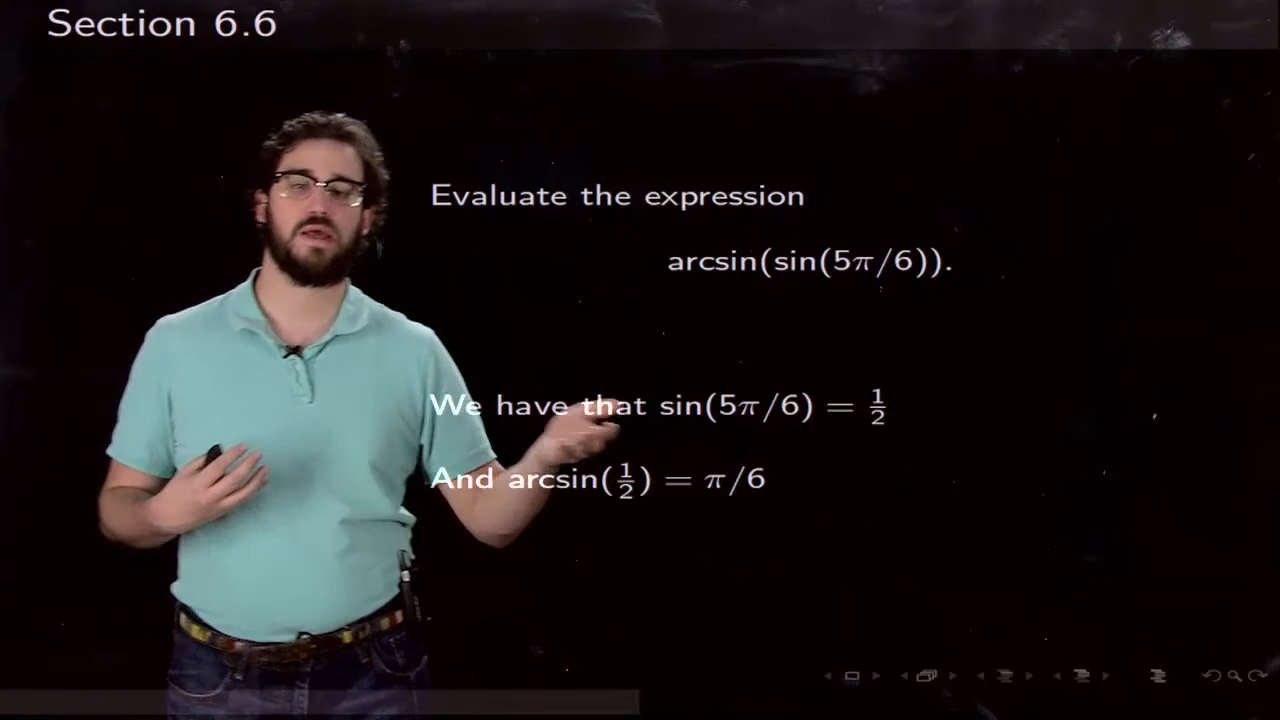 Section 6.6
Evaluate the expression
arcsin(sin(5π/6)).
We have that sin(5π/6) = 1/2
And arcsin(1/2) = π/6